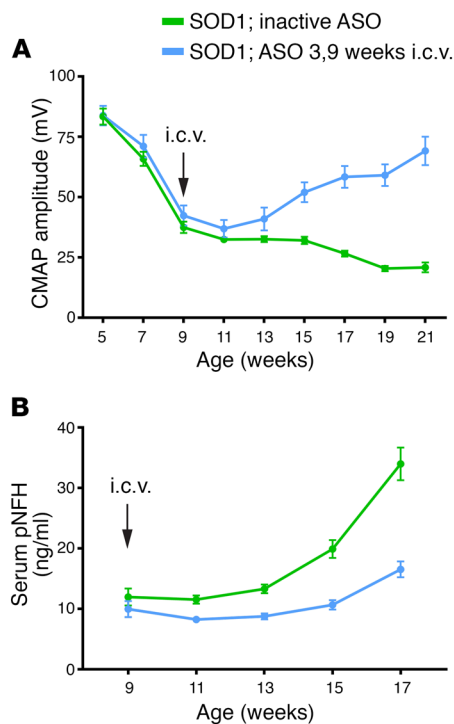 SOD1; inactive ASO
SOD1; ASO 3,9 weeks i.c.v.
A
CMAP amplitude (mV)
100
75
50
25
0
i.c.v.
5 7 9 11 13 15 17 19 21
Age (weeks)
B
Serum pNFH
(ng/ml)
40
30
20
10
0
i.c.v.
9 11 13 15 17
Age (weeks)